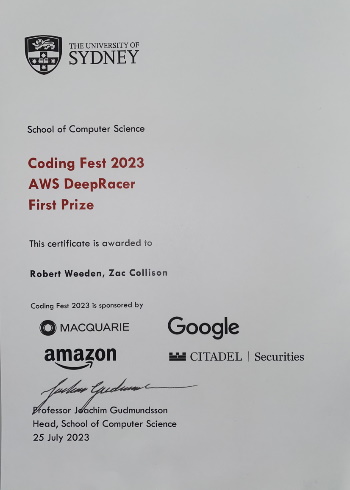 THE UNIVERSITY OF
SYDNEY
School of Computer Science
Coding Fest 2023
AWS DeepRacer
First Prize
This certificate is awarded to
Robert Weeden, Zac Collison
Coding Fest 2023 is sponsored by
MACQUARIE
Google
amazon
CITADEL | Securities
Professor Joachim Gudmundsson
Head, School of Computer Science
25 July 2023